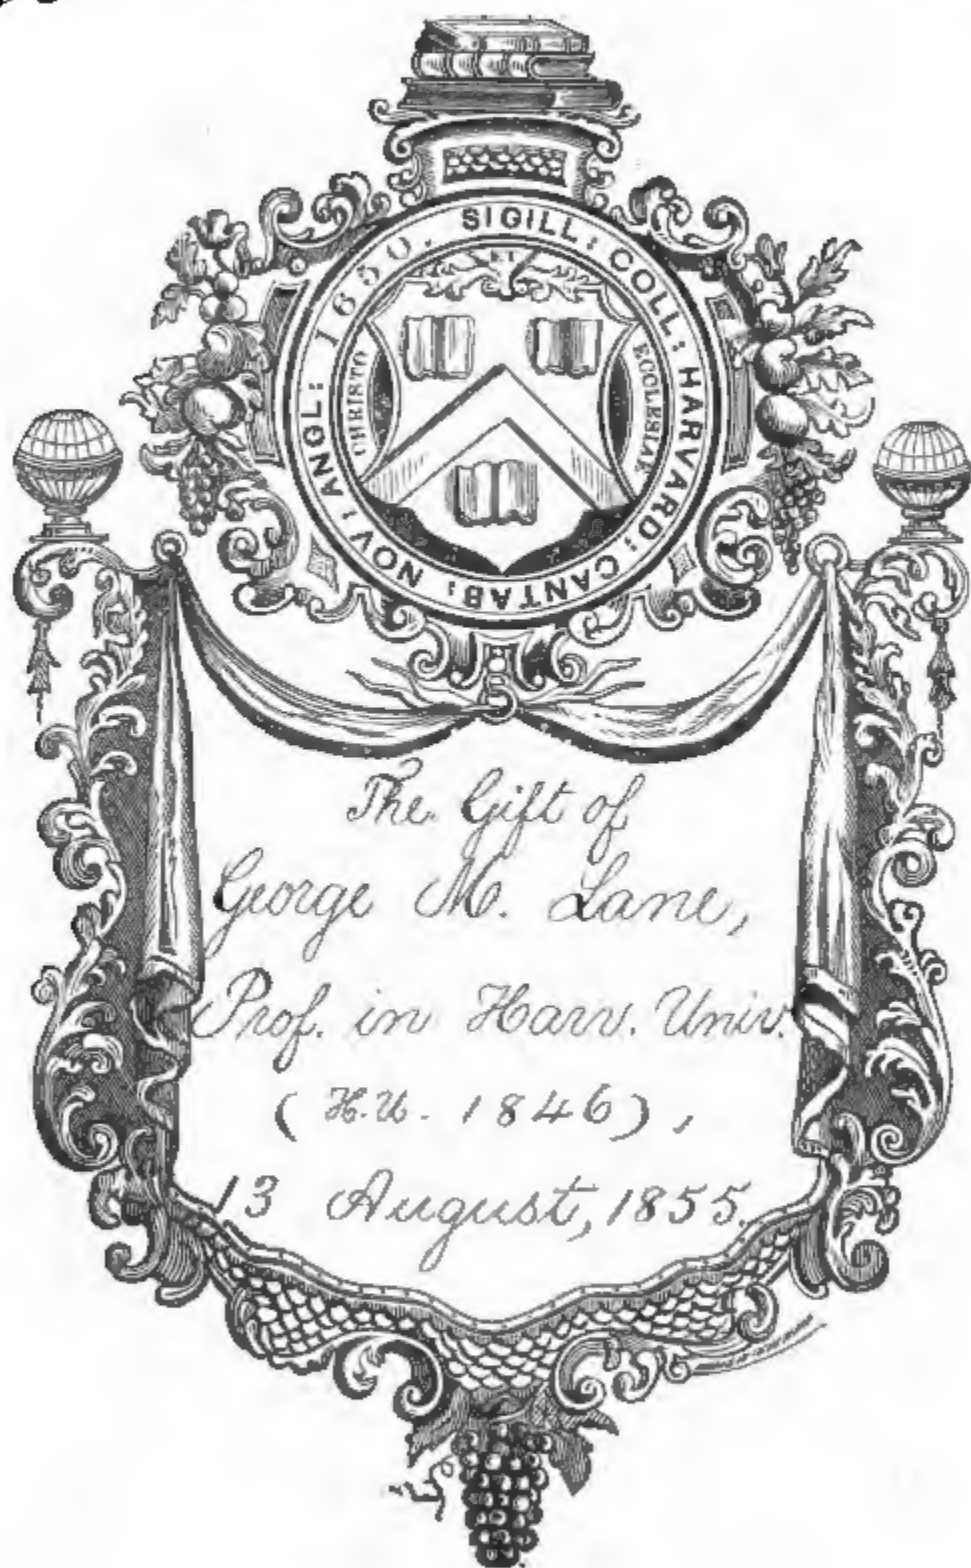 SIGILL: COLL: HARVARD: CANTAB: NOV: ANGL: 1650.
ET
CHRISTO
ECCLESIAE
The Gift of
George M. Lane,
Prof. in Harv. Univ.
(H.U. 1846),
13 August, 1855.